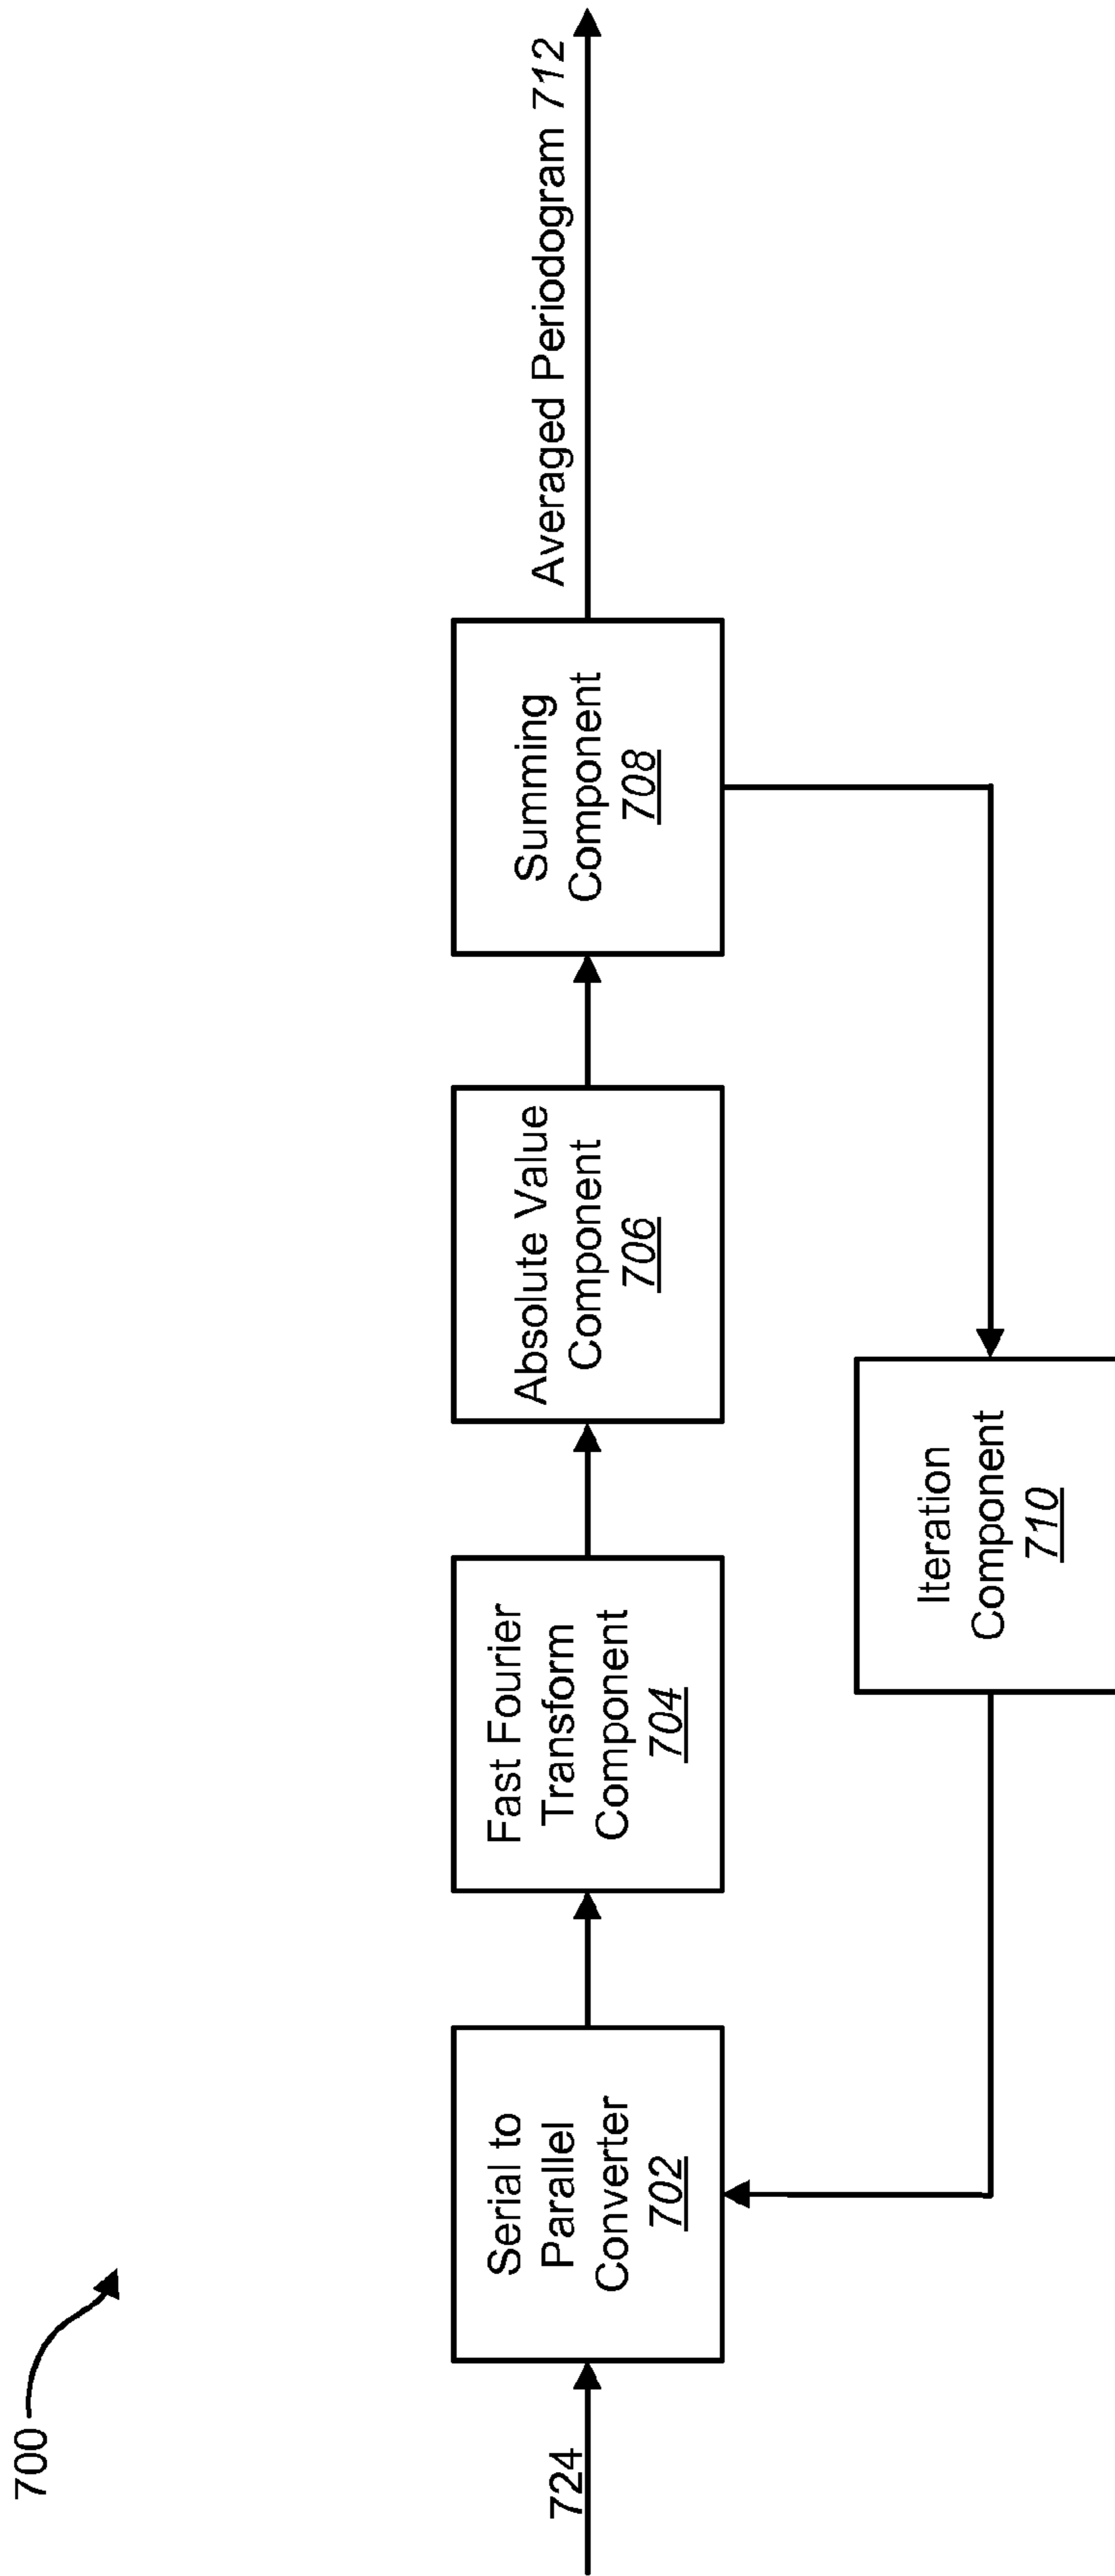 700
724
Serial to
Parallel
Converter
702
Fast Fourier
Transform
Component
704
Absolute Value
Component
706
Summing
Component
708
Averaged Periodogram 712
Iteration
Component
710